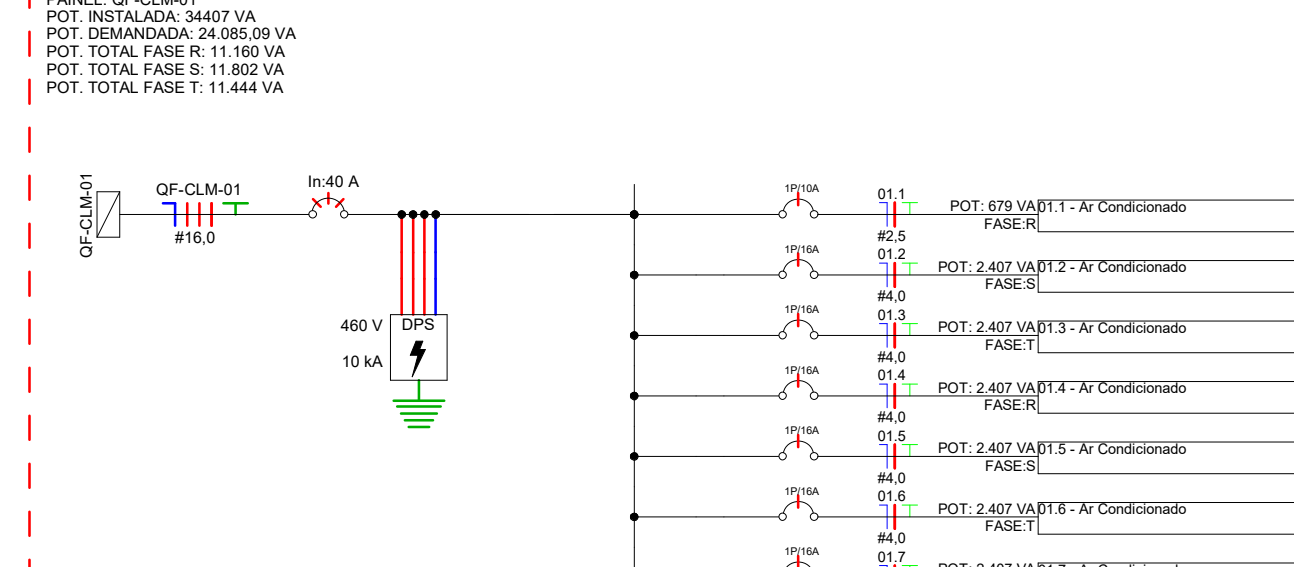 PAINEL: QF-CLM-01
POT. INSTALADA: 34407 VA
POT. DEMANDADA: 24.085,09 VA
POT. TOTAL FASE R: 11.160 VA
POT. TOTAL FASE S: 11.802 VA
POT. TOTAL FASE T: 11.444 VA
QF-CLM-01
QF-CLM-01
#16,0
In:40 A
460 V
10 kA
DPS
1P/10A
01.1
#2,5
POT: 679 VA
FASE:R
01.1 - Ar Condicionado
1P/16A
01.2
#4,0
POT: 2.407 VA
FASE:S
01.2 - Ar Condicionado
1P/16A
01.3
#4,0
POT: 2.407 VA
FASE:T
01.3 - Ar Condicionado
1P/16A
01.4
#4,0
POT: 2.407 VA
FASE:R
01.4 - Ar Condicionado
1P/16A
01.5
#4,0
POT: 2.407 VA
FASE:S
01.5 - Ar Condicionado
1P/16A
01.6
#4,0
POT: 2.407 VA
FASE:T
01.6 - Ar Condicionado
1P/16A
01.7